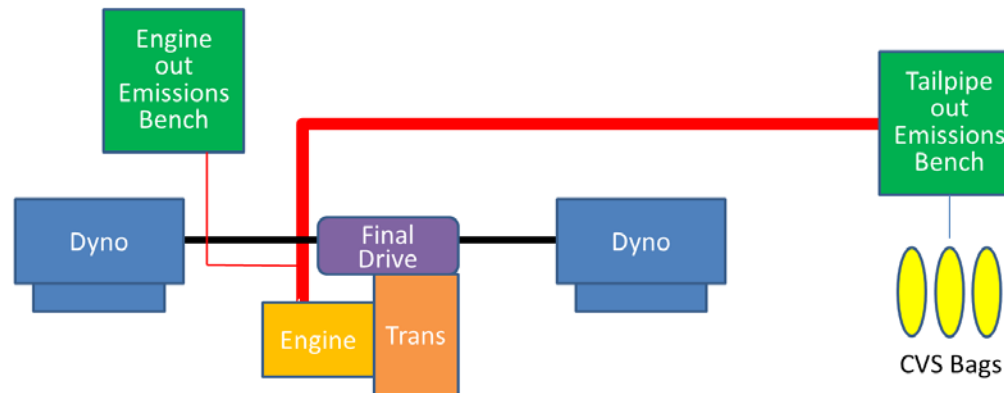 Engine
out
Emissions
Bench
Tailpipe
out
Emissions
Bench
Dyno
Final
Drive
Dyno
Engine
Trans
CVS Bags